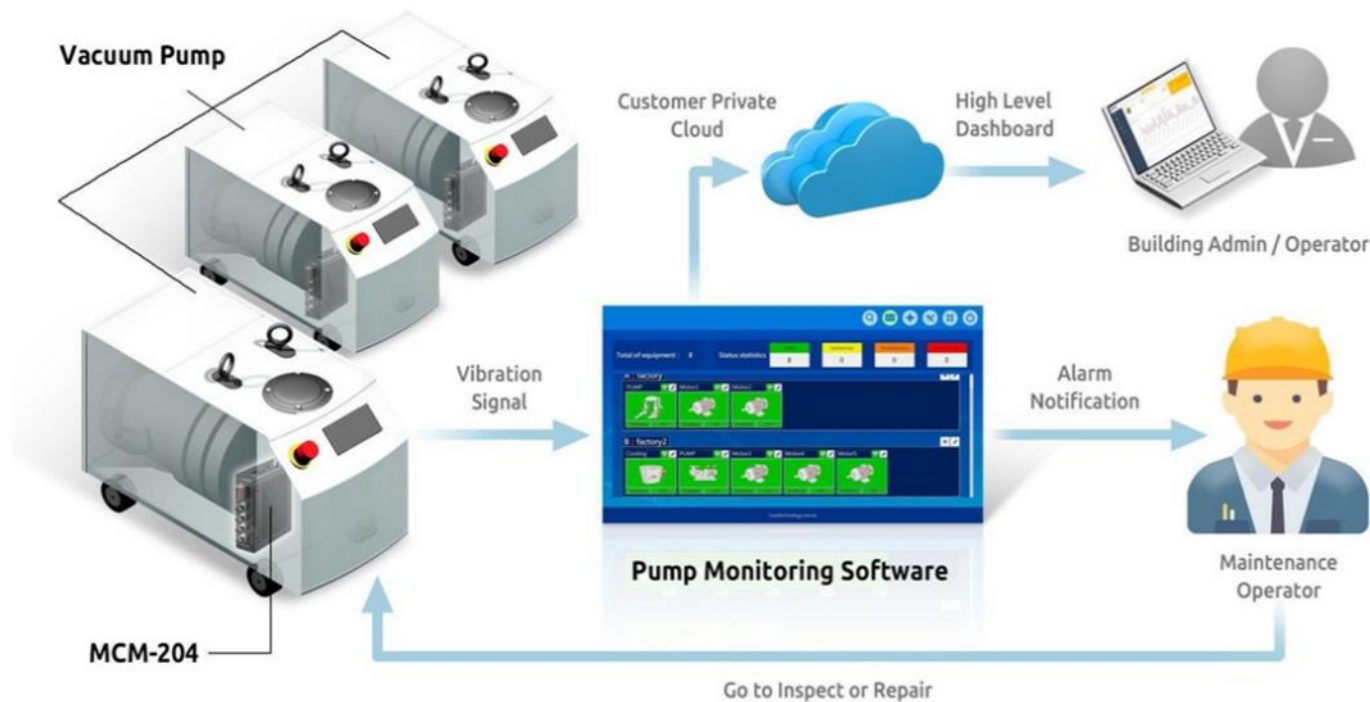 Vacuum Pump
Customer Private
Cloud
High Level
Dashboard
Building Admin / Operator
Vibration
Signal
Total of equipment : 8
Status statistics
8
0
0
0
A : factory
PUMP
Motor1
Motor2
B : factory2
Cooling
PUMP
Motor3
Motor4
Motor5
Alarm
Notification
Pump Monitoring Software
Maintenance
Operator
MCM-204
Go to Inspect or Repair